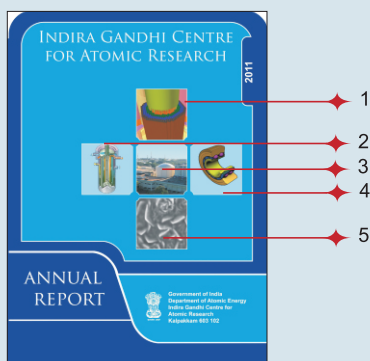 INDIRA GANDHI CENTRE
FOR ATOMIC RESEARCH
2011
1
2
3
4
5
ANNUAL
REPORT
Government of India
Department of Atomic Energy
Indira Gandhi Centre for
Atomic Research
Kalpakkam 603 102